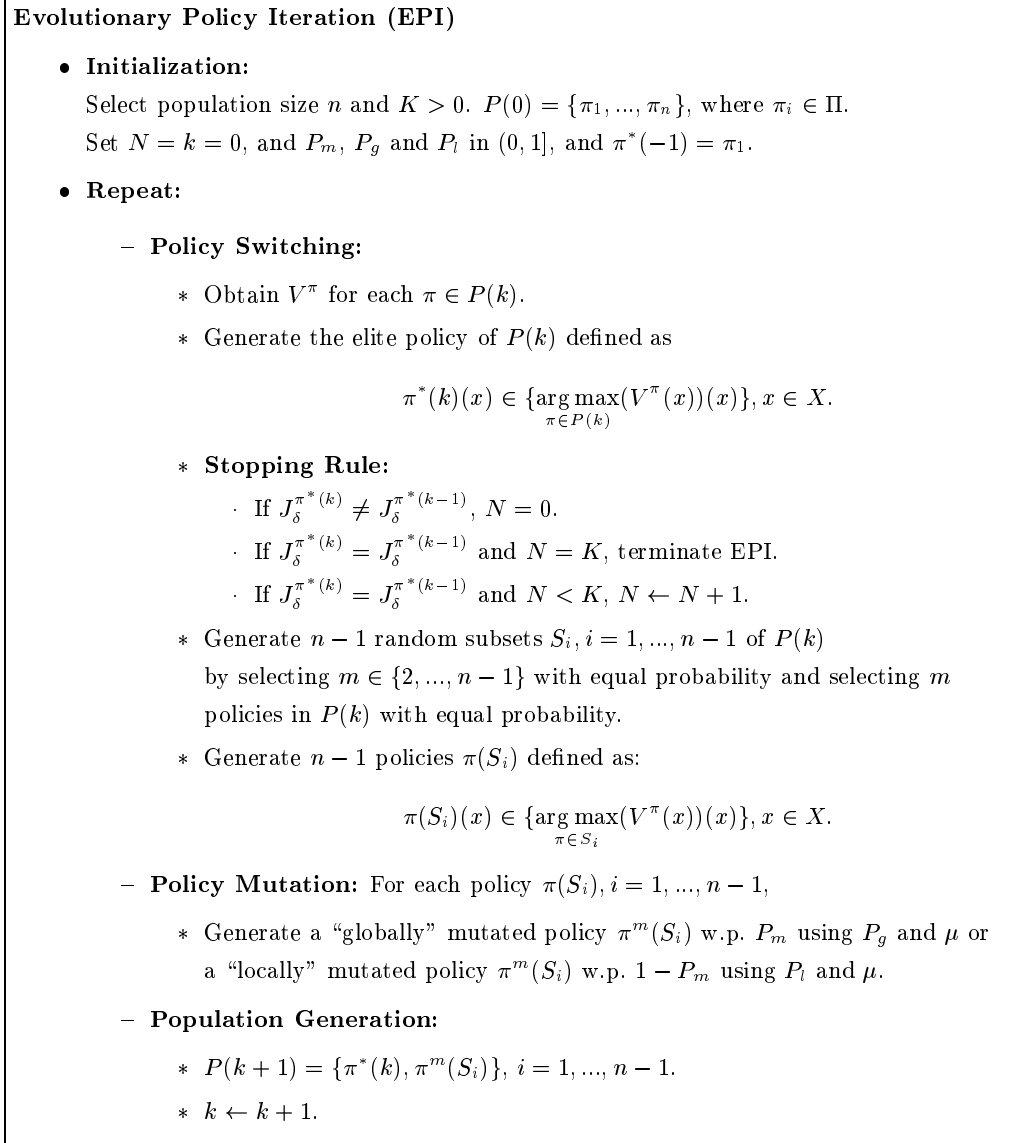 Evolutionary Policy Iteration (EPI)
• Initialization:
Select population size n and K > 0. P(0) = {π₁, ..., πₙ}, where πᵢ ∈ Π.
Set N = k = 0, and Pₘ, P_g and P_l in (0, 1], and π*(−1) = π₁.
• Repeat:
– Policy Switching:
* Obtain V^π for each π ∈ P(k).
* Generate the elite policy of P(k) defined as
π*(k)(x) ∈ {arg max_{π∈P(k)} (V^π(x))(x)}, x ∈ X.
* Stopping Rule:
· If J_δ^{π*(k)} ≠ J_δ^{π*(k−1)}, N = 0.
· If J_δ^{π*(k)} = J_δ^{π*(k−1)} and N = K, terminate EPI.
· If J_δ^{π*(k)} = J_δ^{π*(k−1)} and N < K, N ← N + 1.
* Generate n − 1 random subsets Sᵢ, i = 1, ..., n − 1 of P(k)
by selecting m ∈ {2, ..., n − 1} with equal probability and selecting m
policies in P(k) with equal probability.
* Generate n − 1 policies π(Sᵢ) defined as:
π(Sᵢ)(x) ∈ {arg max_{π∈Sᵢ} (V^π(x))(x)}, x ∈ X.
– Policy Mutation: For each policy π(Sᵢ), i = 1, ..., n − 1,
* Generate a “globally” mutated policy π^m(Sᵢ) w.p. Pₘ using P_g and μ or
a “locally” mutated policy π^m(Sᵢ) w.p. 1 − Pₘ using P_l and μ.
– Population Generation:
* P(k + 1) = {π*(k), π^m(Sᵢ)}, i = 1, ..., n − 1.
* k ← k + 1.